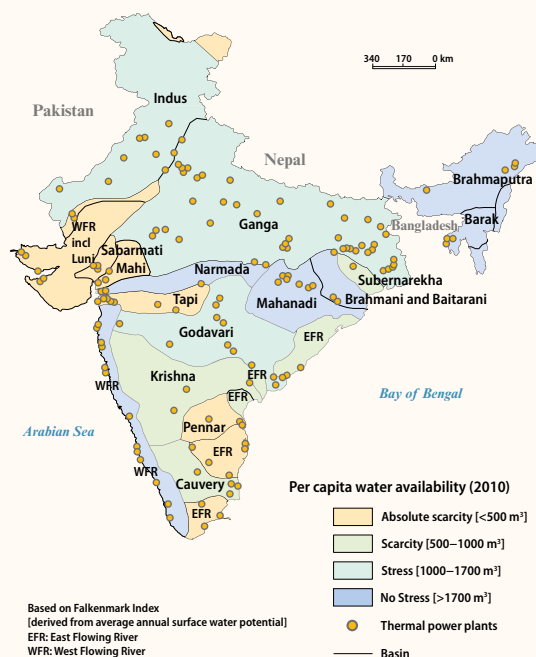 340 170 0 km
Indus
Pakistan
Nepal
Brahmaputra
WFR
incl
Luni
Ganga
Barak
Bangladesh
Sabarmati
Mahi
Narmada
Subernarekha
Tapi
Mahanadi
Brahmani and Baitarani
Godavari
EFR
Krishna
EFR
WFR
EFR
Bay of Bengal
Pennar
Arabian Sea
EFR
WFR
Cauvery
EFR
Per capita water availability (2010)
Absolute scarcity [<500 m³]
Scarcity [500–1000 m³]
Stress [1000–1700 m³]
No Stress [>1700 m³]
Thermal power plants
Basin
Based on Falkenmark Index
[derived from average annual surface water potential]
EFR: East Flowing River
WFR: West Flowing River